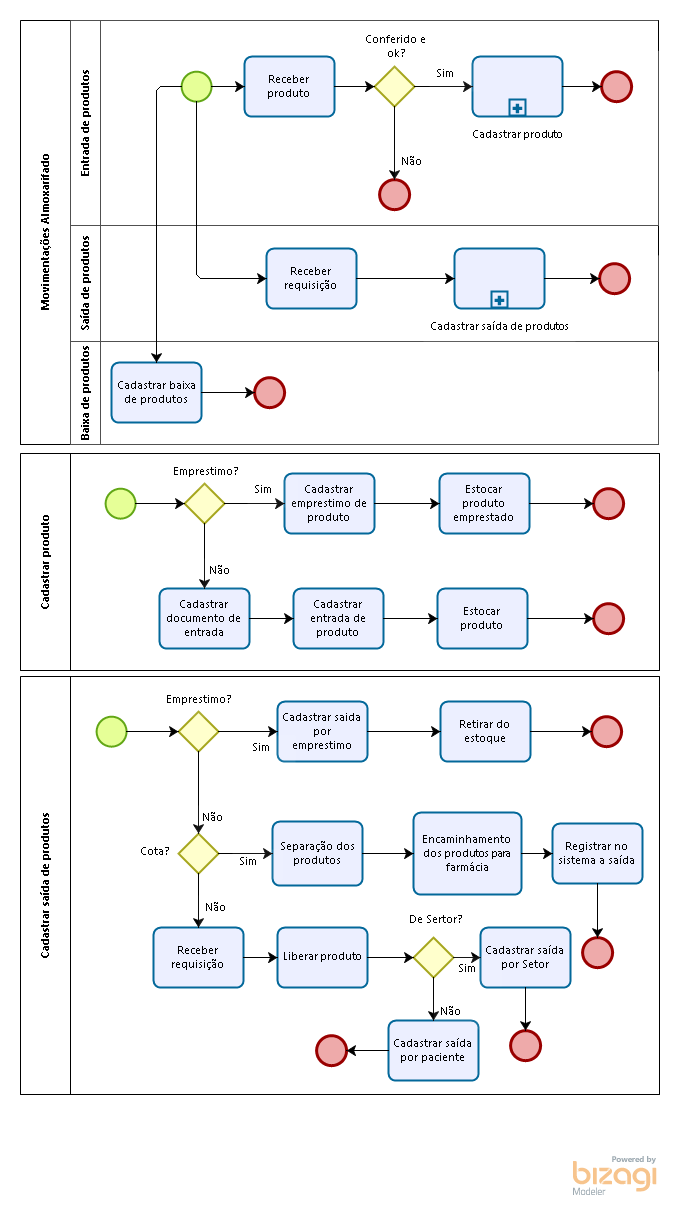 Movimentações Almoxarifado
Entrada de produtos
Receber
produto
Conferido e
ok?
Sim
Não
Cadastrar produto
Saída de produtos
Receber
requisição
Cadastrar saída de produtos
Baixa de produtos
Cadastrar baixa
de produtos
Cadastrar produto
Emprestimo?
Sim
Não
Cadastrar
emprestimo de
produto
Estocar
produto
emprestado
Cadastrar
documento de
entrada
Cadastrar
entrada de
produto
Estocar
produto
Cadastrar saída de produtos
Emprestimo?
Sim
Não
Cadastrar saida
por
emprestimo
Retirar do
estoque
Cota?
Sim
Não
Separação dos
produtos
Encaminhamento
dos produtos para
farmácia
Registrar no
sistema a saída
Receber
requisição
Liberar produto
De Sertor?
Sim
Não
Cadastrar saída
por Setor
Cadastrar saída
por paciente
Powered by
bizagi
Modeler